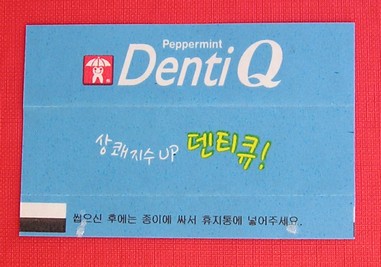 Peppermint
Denti Q
상쾌지수 UP 덴티큐!
씹으신 후에는 종이에 싸서 휴지통에 넣어주세요.